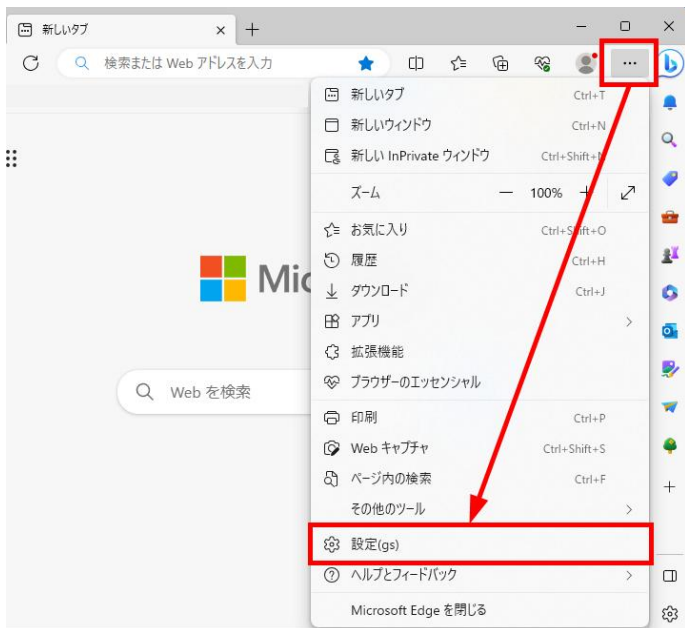 新しいタブ
検索または Web アドレスを入力
新しいタブ Ctrl+T
新しいウィンドウ Ctrl+N
新しい InPrivate ウィンドウ Ctrl+Shift+N
ズーム 100%
お気に入り Ctrl+Shift+O
履歴 Ctrl+H
Mic
ダウンロード Ctrl+J
アプリ
拡張機能
ブラウザーのエッセンシャル
Web を検索
印刷 Ctrl+P
Web キャプチャ Ctrl+Shift+S
ページ内の検索 Ctrl+F
その他のツール
設定(gs)
ヘルプとフィードバック
Microsoft Edge を閉じる